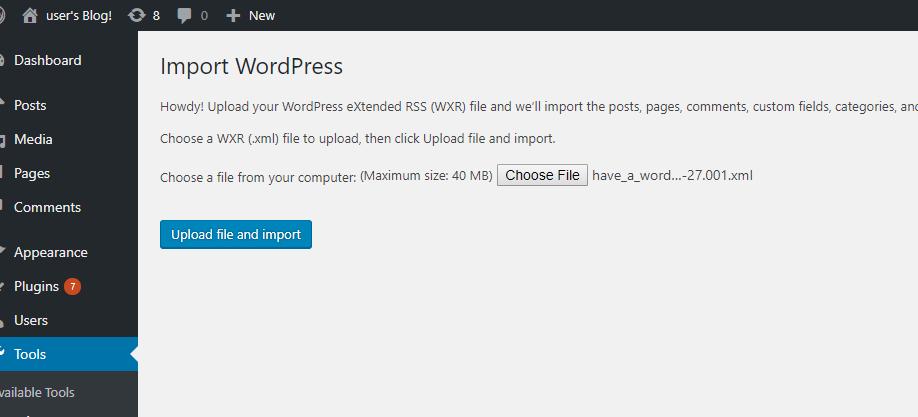 user's Blog! 8 0 New
Dashboard
Posts
Media
Pages
Comments
Appearance
Plugins 7
Users
Tools
vailable Tools
Import WordPress
Howdy! Upload your WordPress eXtended RSS (WXR) file and we'll import the posts, pages, comments, custom fields, categories, and
Choose a WXR (.xml) file to upload, then click Upload file and import.
Choose a file from your computer: (Maximum size: 40 MB) Choose File have_a_word...-27.001.xml
Upload file and import